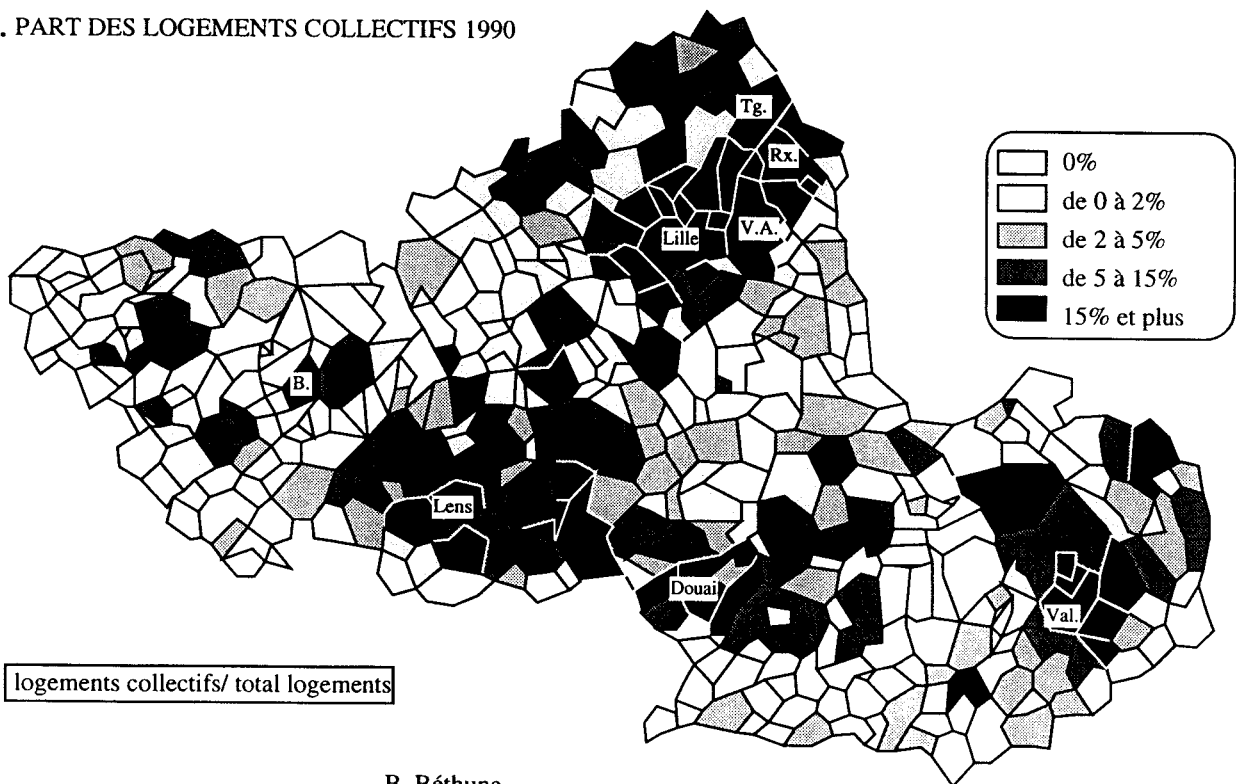 . PART DES LOGEMENTS COLLECTIFS 1990
Tg.
Rx.
Lille
V.A.
0%
de 0 à 2%
de 2 à 5%
de 5 à 15%
15% et plus
B.
Lens
Douai
Val.
logements collectifs/ total logements
B. Béthune